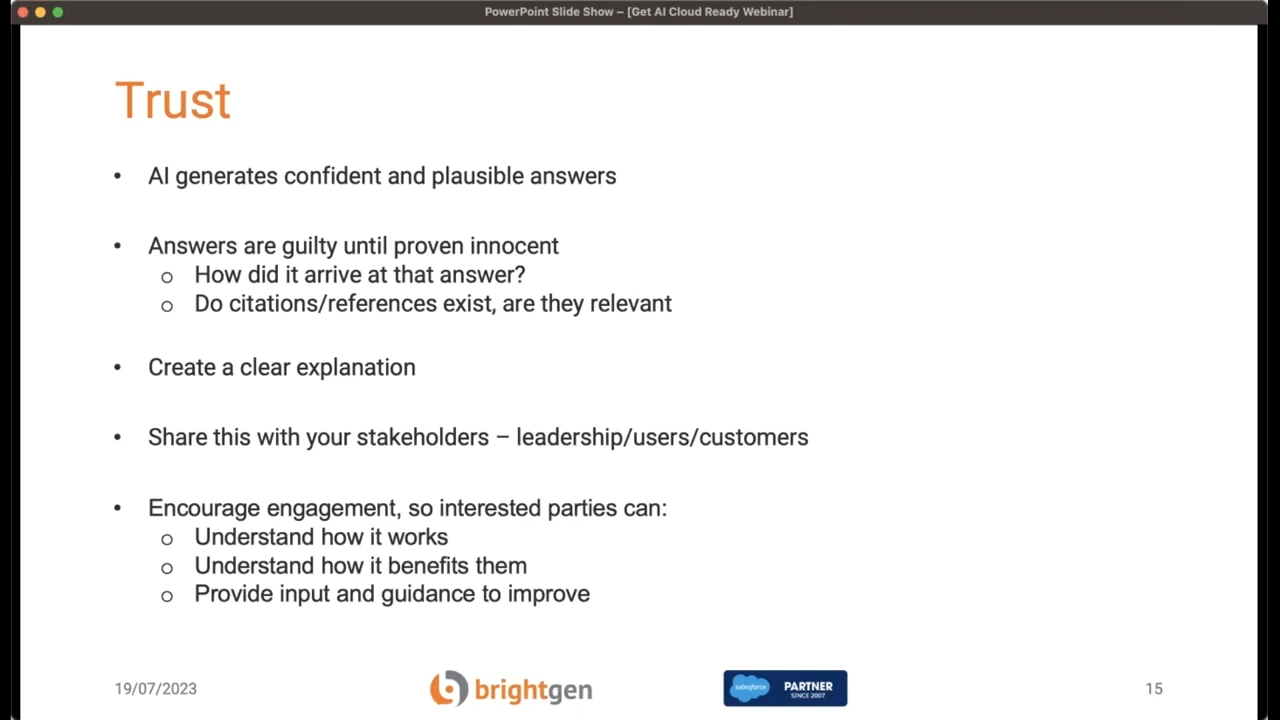 PowerPoint Slide Show – [Get AI Cloud Ready Webinar]
Trust
• AI generates confident and plausible answers
• Answers are guilty until proven innocent
o How did it arrive at that answer?
o Do citations/references exist, are they relevant
• Create a clear explanation
• Share this with your stakeholders – leadership/users/customers
• Encourage engagement, so interested parties can:
o Understand how it works
o Understand how it benefits them
o Provide input and guidance to improve
19/07/2023
brightgen
salesforce
PARTNER
SINCE 2007
15